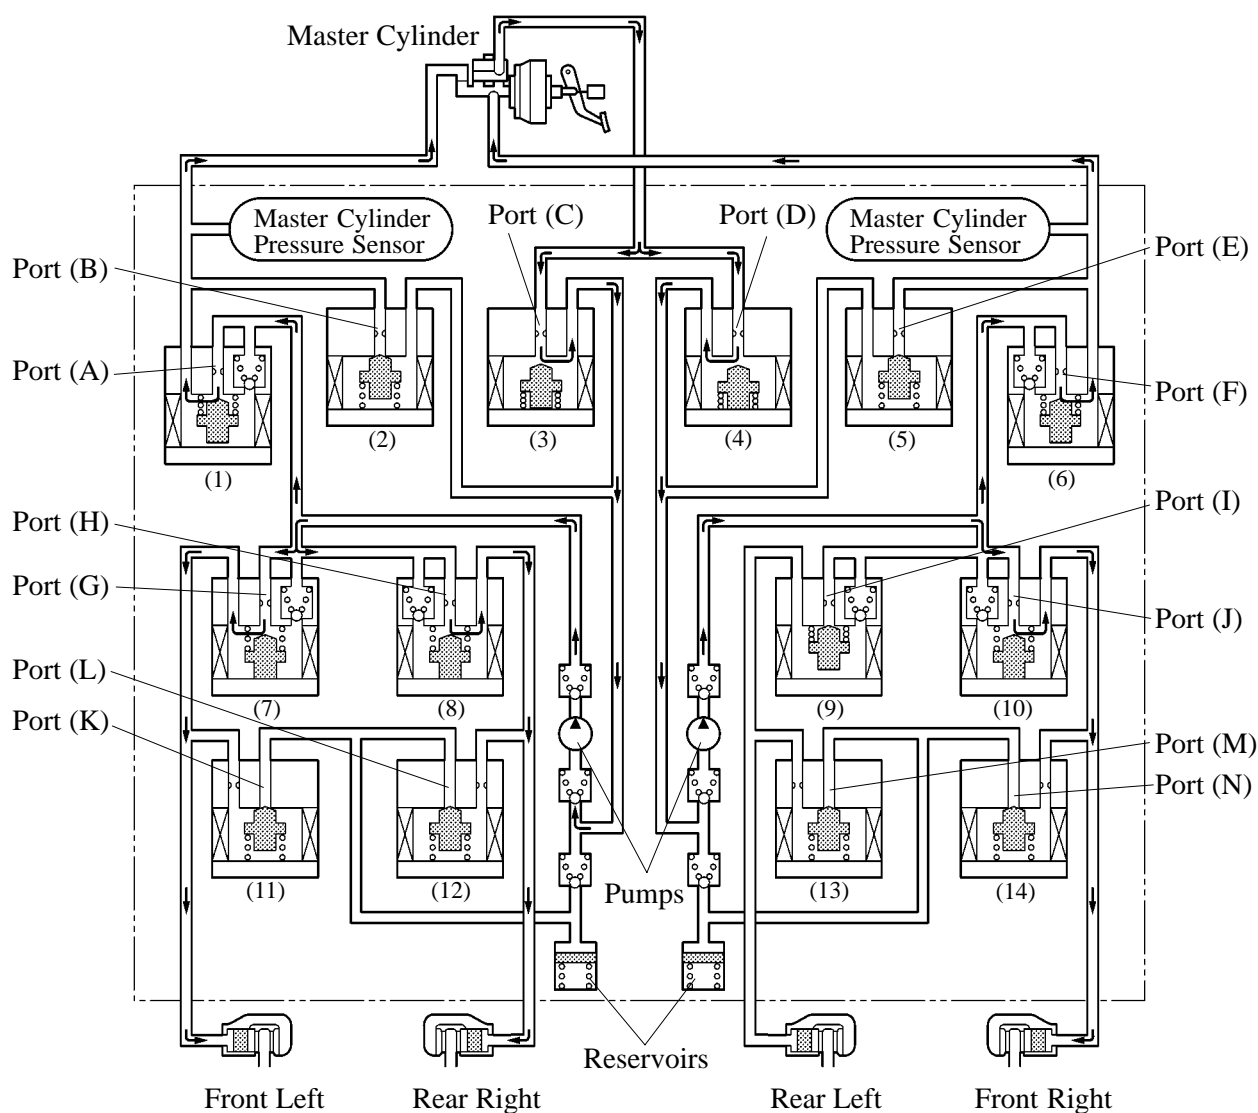 Master Cylinder
Master Cylinder
Pressure Sensor
Port (C)
Port (D)
Master Cylinder
Pressure Sensor
Port (B)
Port (E)
Port (A)
Port (F)
(1)
(2)
(3)
(4)
(5)
(6)
Port (H)
Port (I)
Port (G)
Port (J)
Port (L)
Port (K)
(7)
(8)
(9)
(10)
Port (M)
Port (N)
(11)
(12)
Pumps
(13)
(14)
Reservoirs
Front Left
Rear Right
Rear Left
Front Right